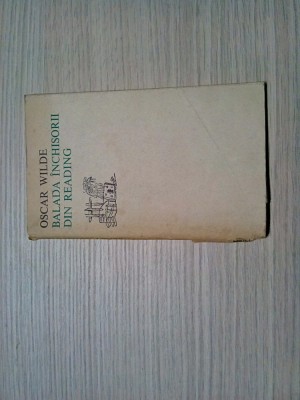 OSCAR WILDE
BALADA ÎNCHISORII
DIN READING